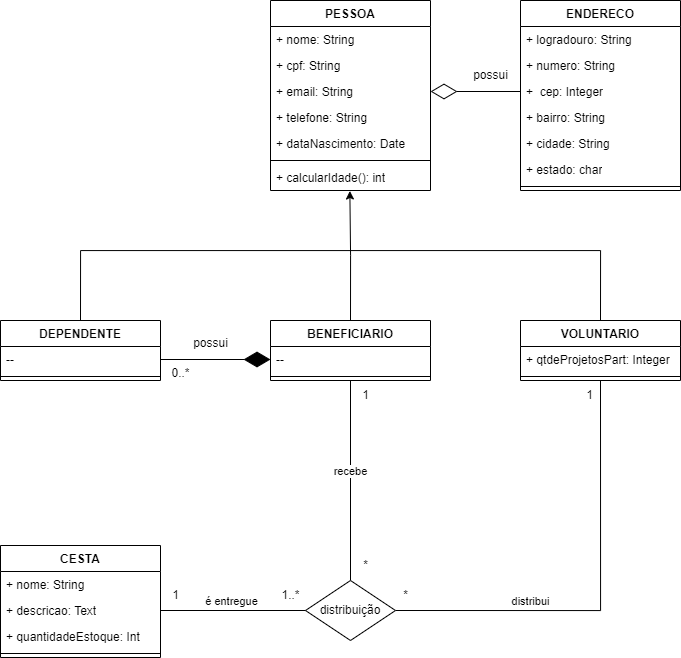 PESSOA
+ nome: String
+ cpf: String
+ email: String
+ telefone: String
+ dataNascimento: Date
+ calcularIdade(): int
possui
ENDERECO
+ logradouro: String
+ numero: String
+ cep: Integer
+ bairro: String
+ cidade: String
+ estado: char
DEPENDENTE
--
possui
0..*
BENEFICIARIO
--
VOLUNTARIO
+ qtdeProjetosPart: Integer
1
1
recebe
*
CESTA
+ nome: String
+ descricao: Text
+ quantidadeEstoque: Int
1
é entregue
1..*
distribuição
*
distribui